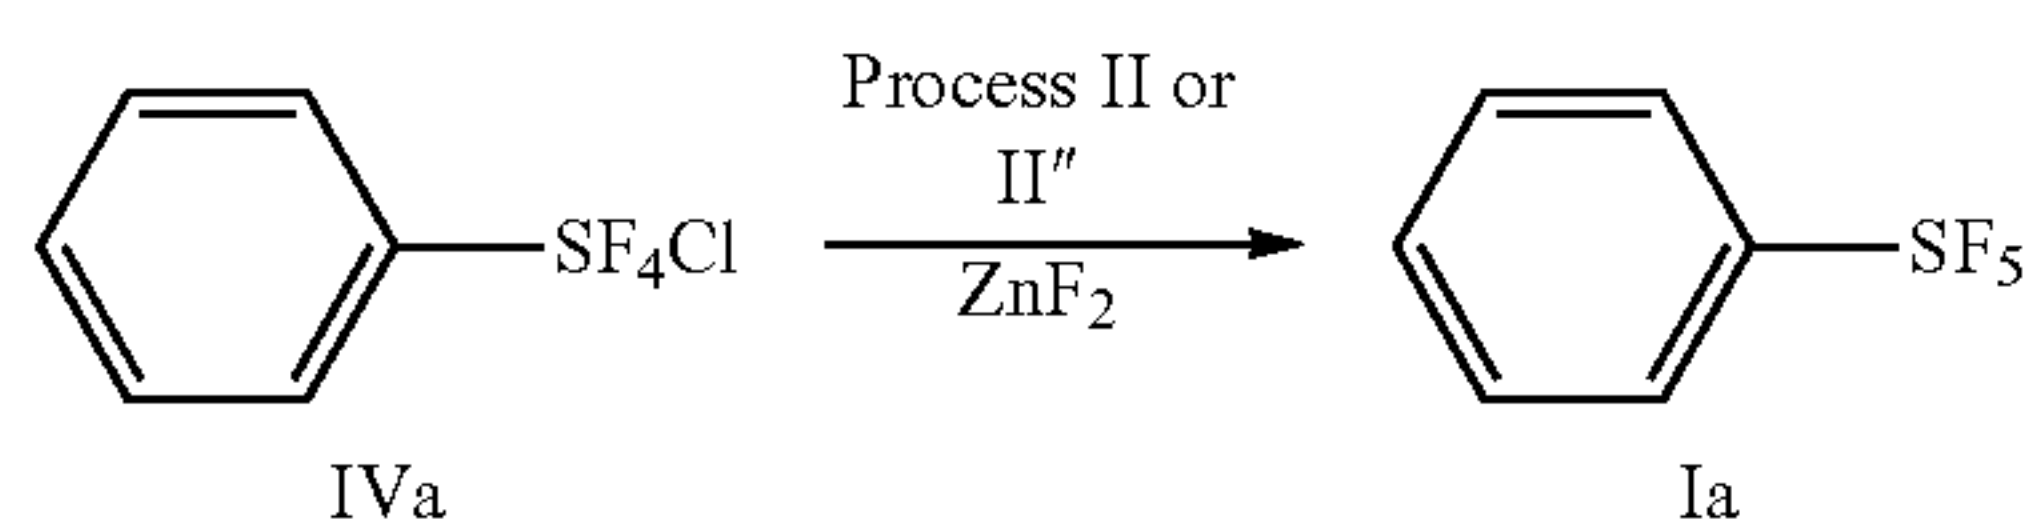 Process II or
II″
SF₄Cl
ZnF₂
SF₅
IVa
Ia